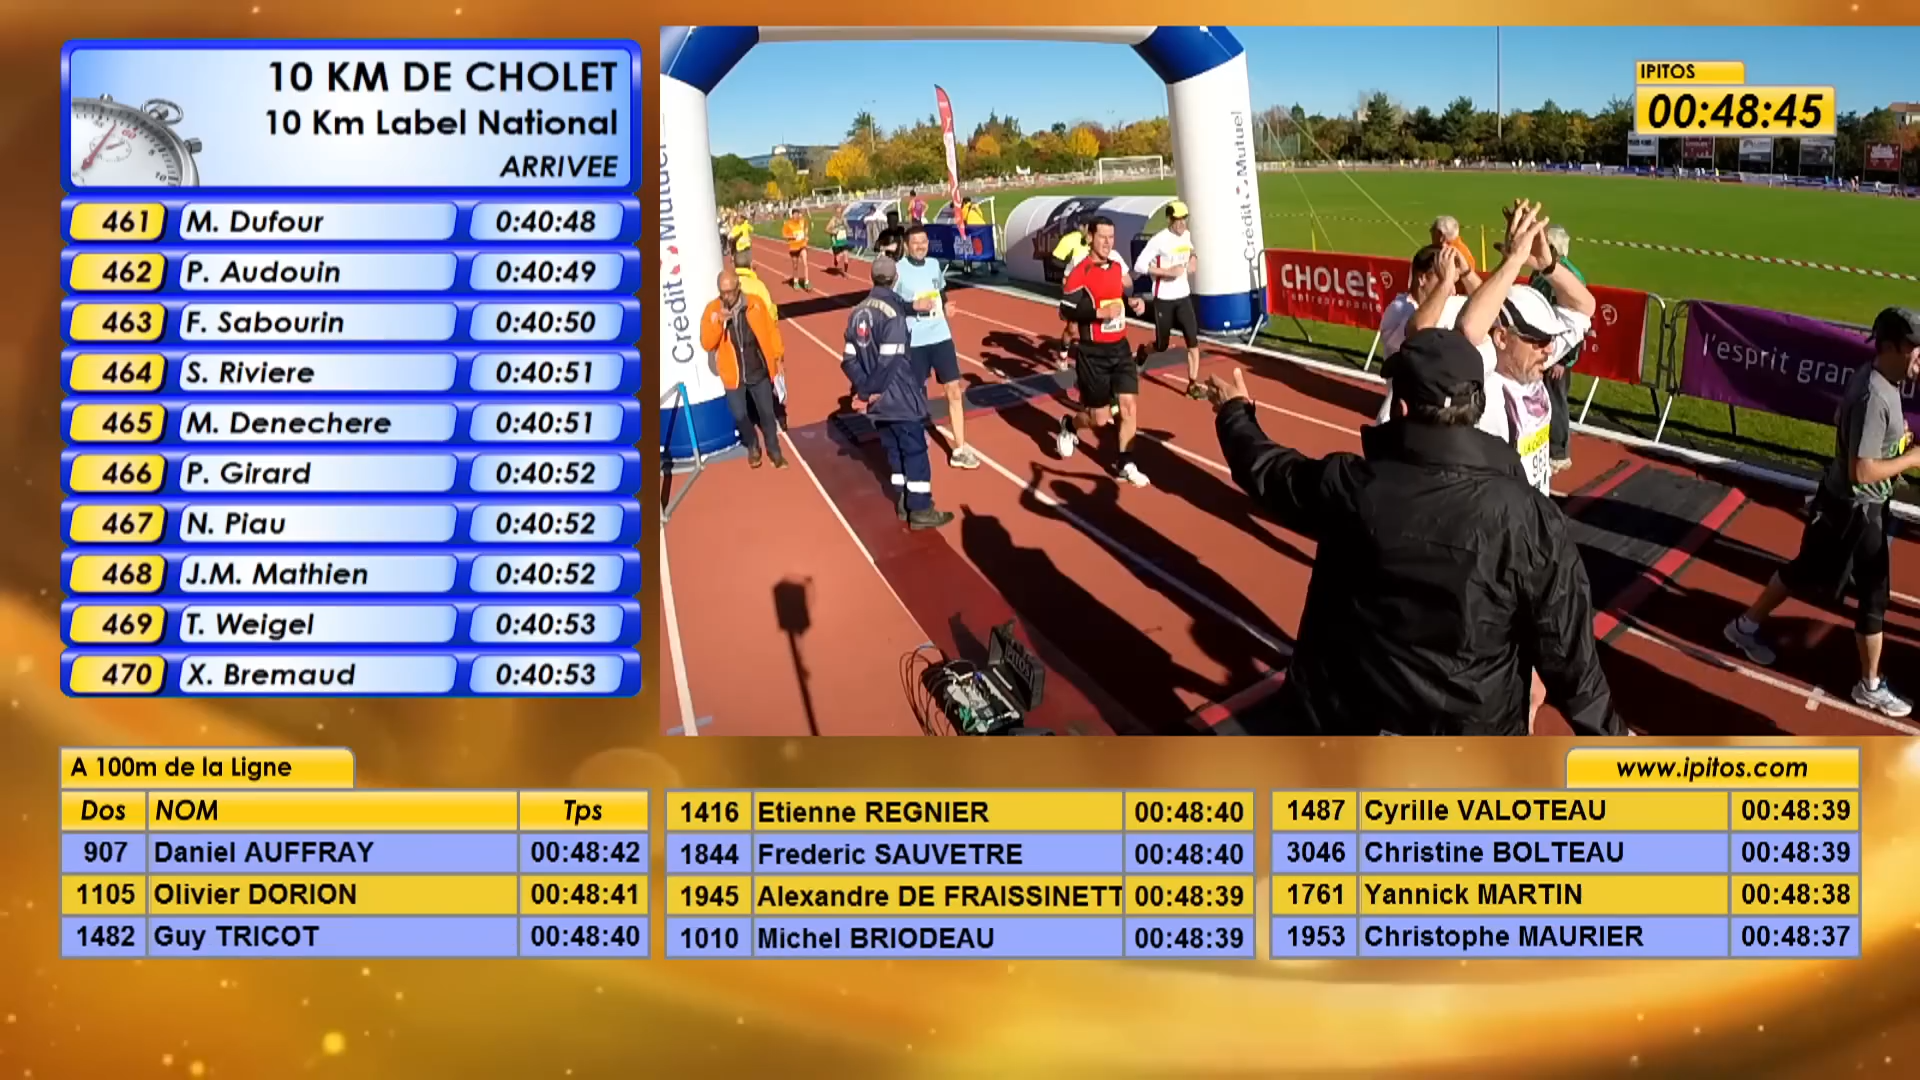 10 KM DE CHOLET
10 Km Label National
ARRIVEE
461 M. Dufour 0:40:48
462 P. Audouin 0:40:49
463 F. Sabourin 0:40:50
464 S. Riviere 0:40:51
465 M. Denechere 0:40:51
466 P. Girard 0:40:52
467 N. Piau 0:40:52
468 J.M. Mathien 0:40:52
469 T. Weigel 0:40:53
470 X. Bremaud 0:40:53
IPITOS
00:48:45
Crédit Mutuel
Crédit Mutuel
CHOLET
l'entreprenante
l'esprit gran
IPITOS
A 100m de la Ligne
www.ipitos.com
Dos NOM Tps
907 Daniel AUFFRAY 00:48:42
1105 Olivier DORION 00:48:41
1482 Guy TRICOT 00:48:40
1416 Etienne REGNIER 00:48:40
1844 Frederic SAUVETRE 00:48:40
1945 Alexandre DE FRAISSINETT 00:48:39
1010 Michel BRIODEAU 00:48:39
1487 Cyrille VALOTEAU 00:48:39
3046 Christine BOLTEAU 00:48:39
1761 Yannick MARTIN 00:48:38
1953 Christophe MAURIER 00:48:37